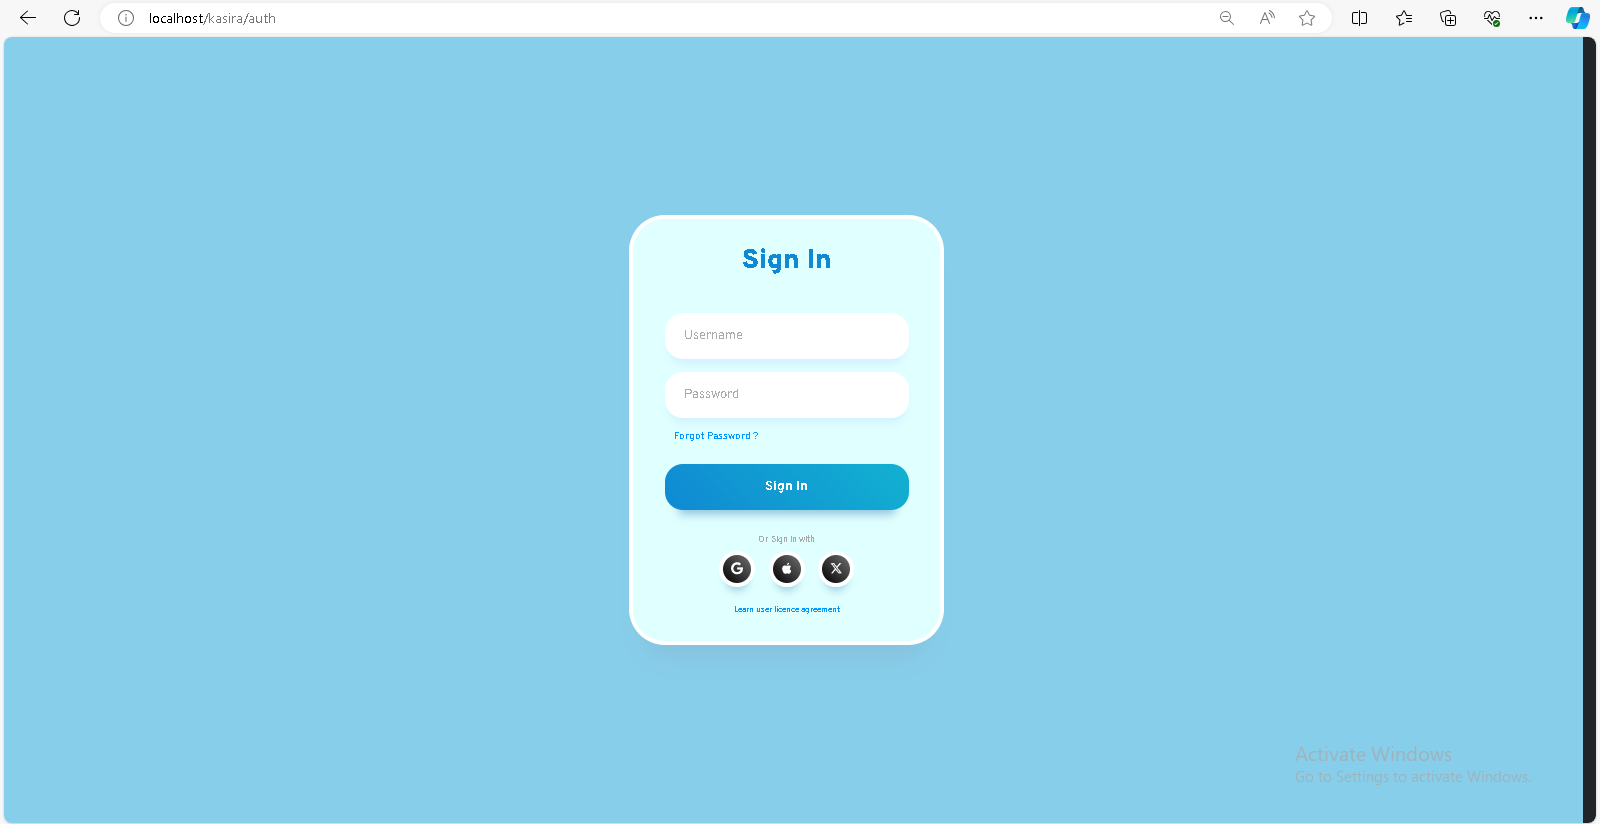 localhost/kasira/auth
Sign In
Username
Password
Forgot Password ?
Sign In
Or Sign in with
Learn user licence agreement
Activate Windows
Go to Settings to activate Windows.